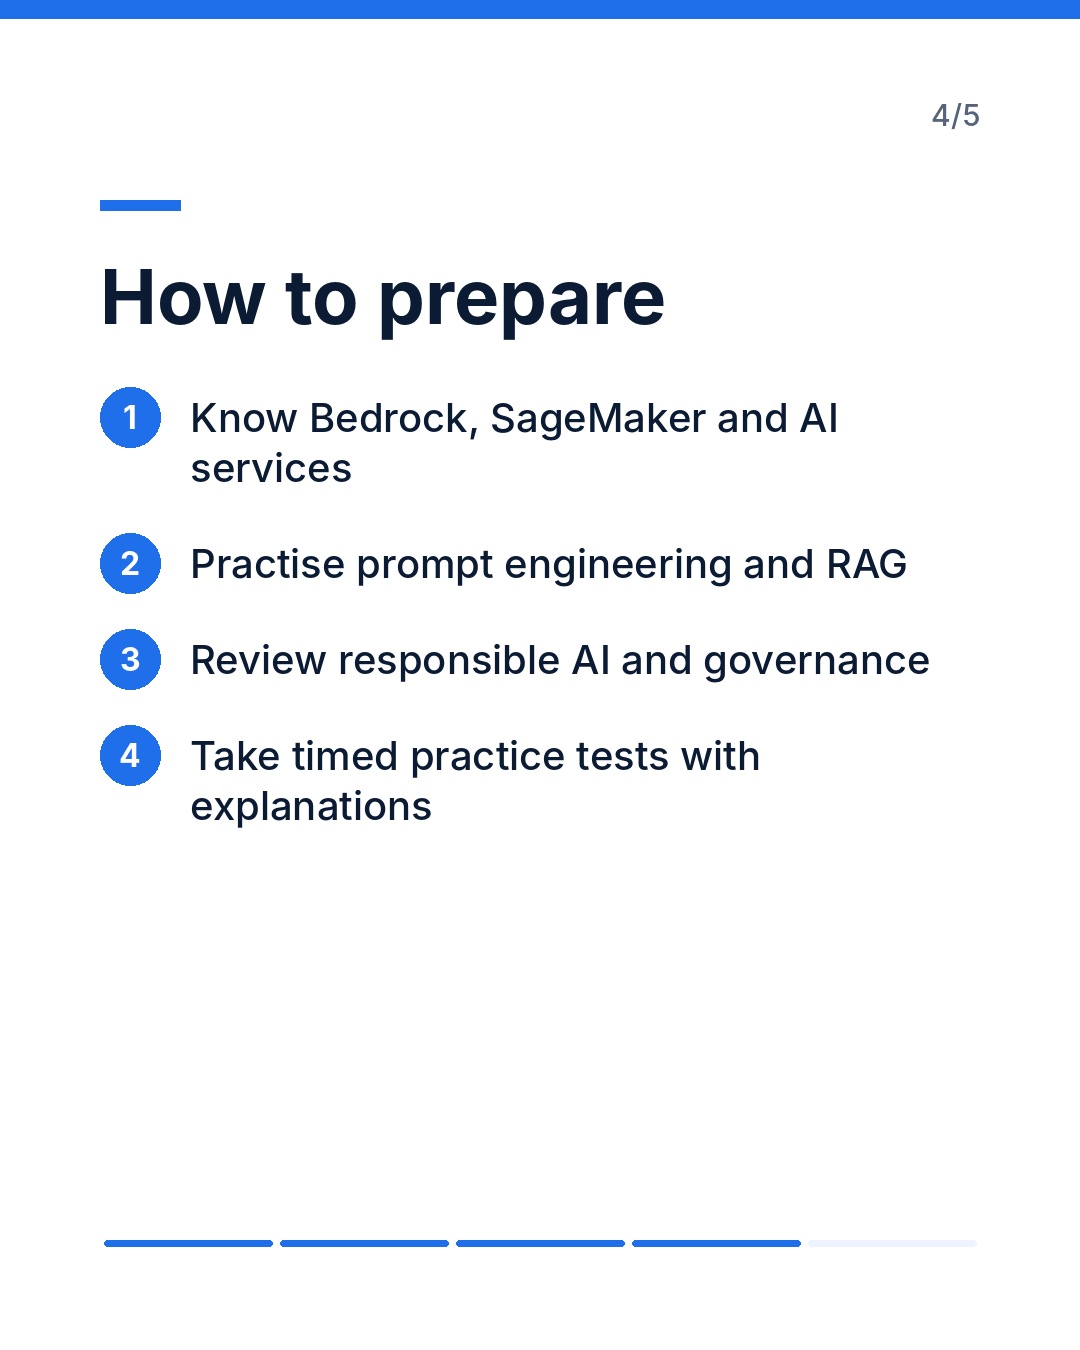 4/5
How to prepare
1 Know Bedrock, SageMaker and AI
services
2 Practise prompt engineering and RAG
3 Review responsible AI and governance
4 Take timed practice tests with
explanations